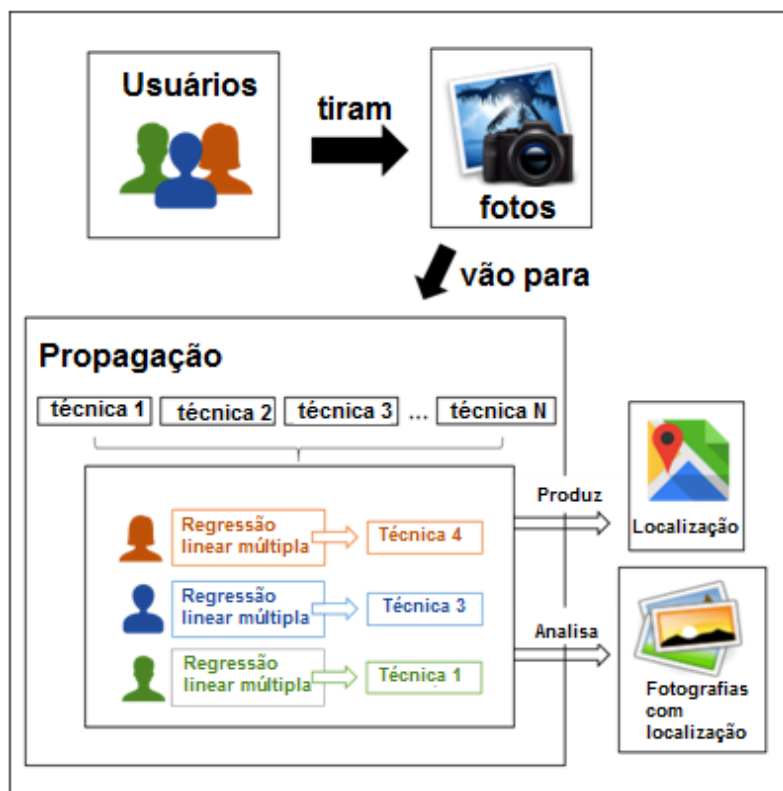 Usuários
tiram
fotos
vão para
Propagação
técnica 1
técnica 2
técnica 3
...
técnica N
Regressão
linear múltipla
Técnica 4
Regressão
linear múltipla
Técnica 3
Regressão
linear múltipla
Técnica 1
Produz
Localização
Analisa
Fotografias
com
localização